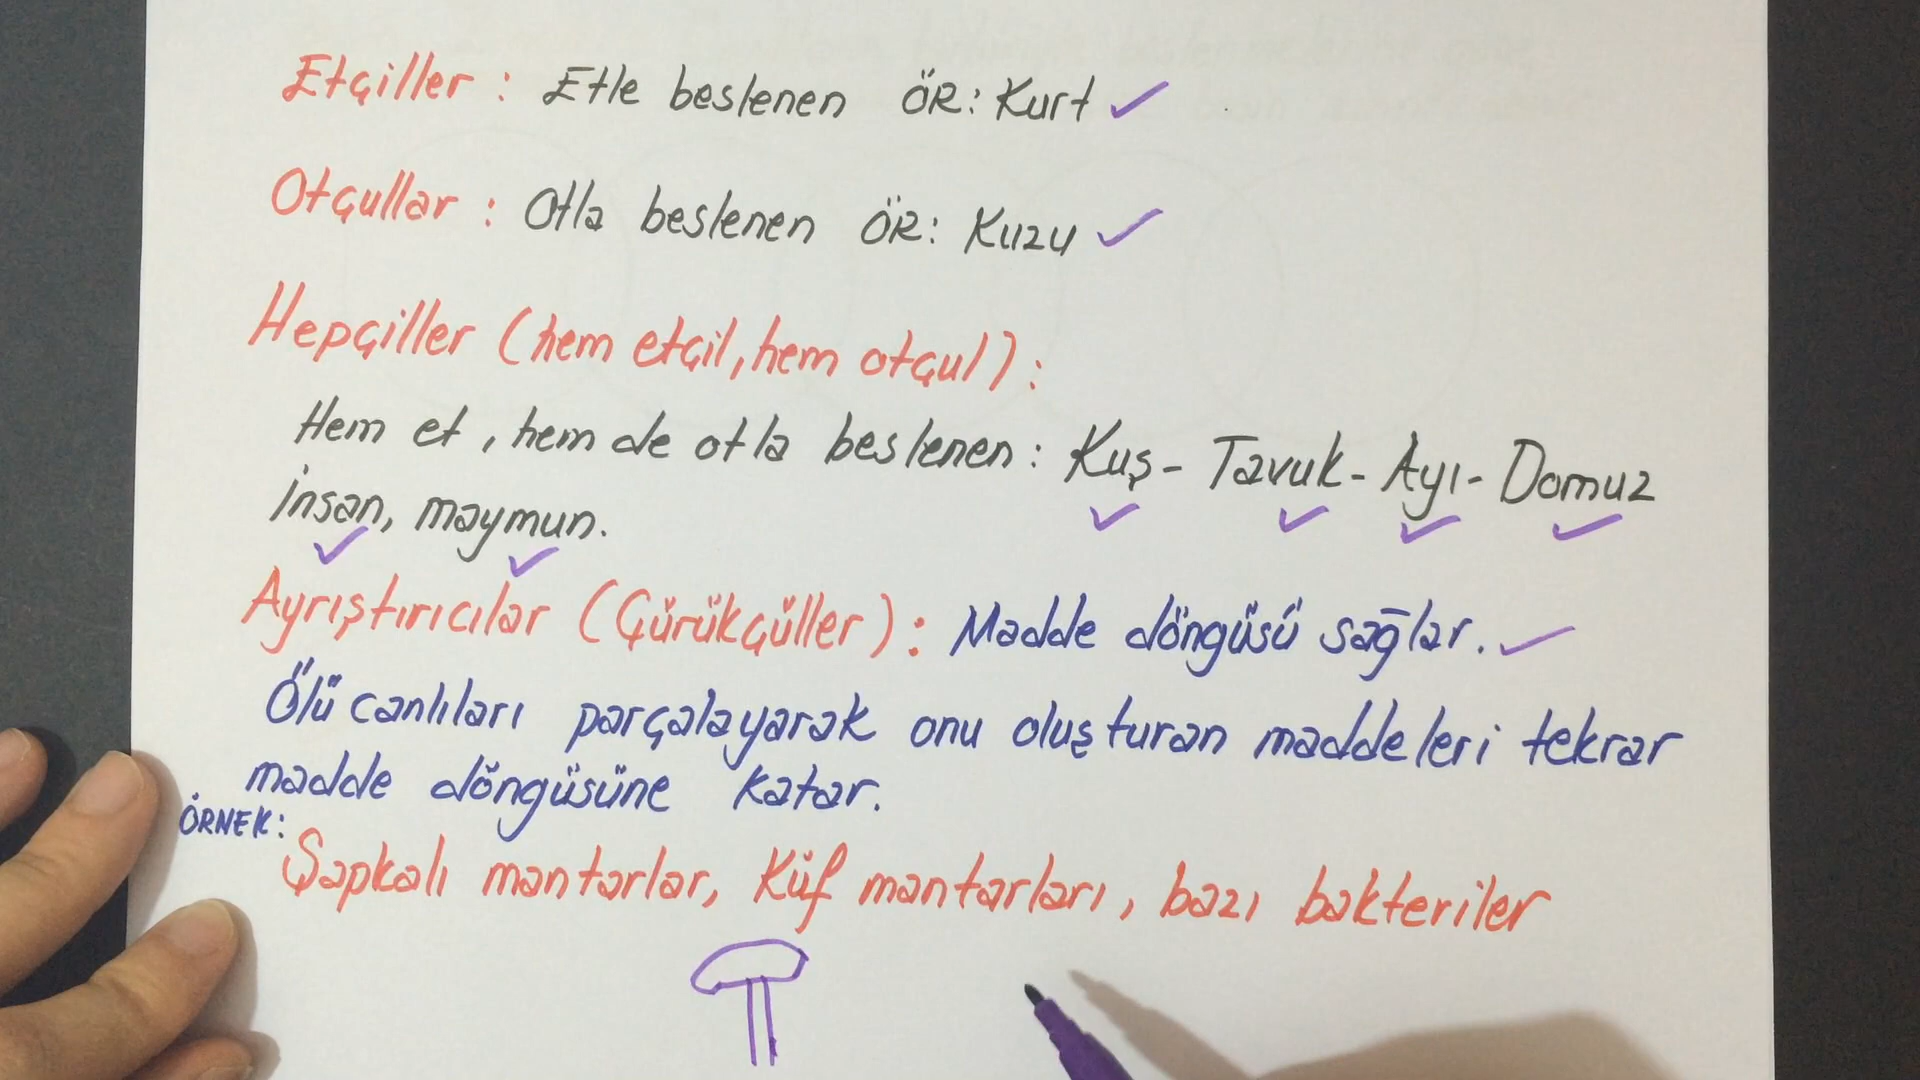 Etçiller : Etle beslenen ÖR: Kurt
Otçullar : Otla beslenen ÖR: Kuzu
Hepçiller (hem etçil, hem otçul) :
Hem et, hem de otla beslenen : Kuş- Tavuk- Ayı- Domuz
İnsan, maymun.
Ayrıştırıcılar (Çürükçüller) : Madde döngüsü sağlar.
Ölü canlıları parçalayarak onu oluşturan maddeleri tekrar
madde döngüsüne katar.
ÖRNEK:
Şapkalı mantarlar, Küf mantarları, bazı bakteriler